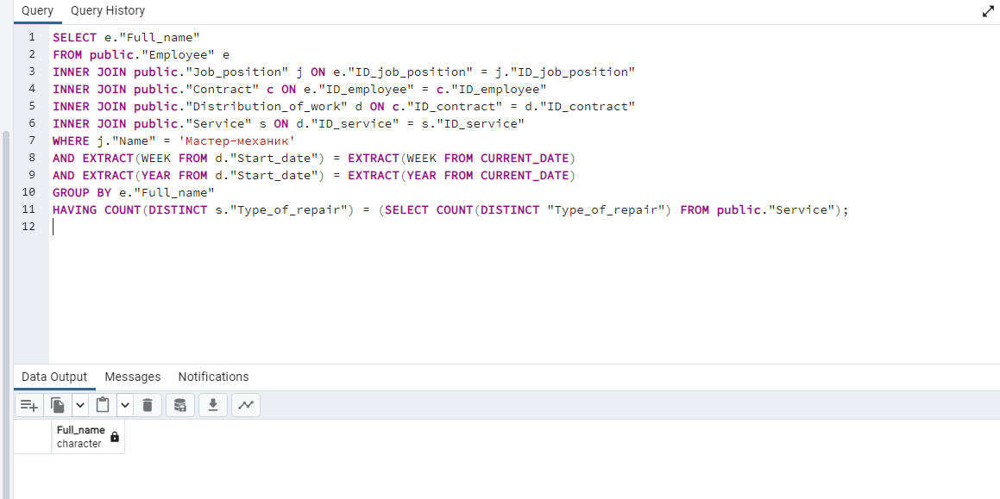 Query Query History
1 SELECT e."Full_name"
2 FROM public."Employee" e
3 INNER JOIN public."Job_position" j ON e."ID_job_position" = j."ID_job_position"
4 INNER JOIN public."Contract" c ON e."ID_employee" = c."ID_employee"
5 INNER JOIN public."Distribution_of_work" d ON c."ID_contract" = d."ID_contract"
6 INNER JOIN public."Service" s ON d."ID_service" = s."ID_service"
7 WHERE j."Name" = 'Мастер-механик'
8 AND EXTRACT(WEEK FROM d."Start_date") = EXTRACT(WEEK FROM CURRENT_DATE)
9 AND EXTRACT(YEAR FROM d."Start_date") = EXTRACT(YEAR FROM CURRENT_DATE)
10 GROUP BY e."Full_name"
11 HAVING COUNT(DISTINCT s."Type_of_repair") = (SELECT COUNT(DISTINCT "Type_of_repair") FROM public."Service");
12
Data Output Messages Notifications
Full_name
character